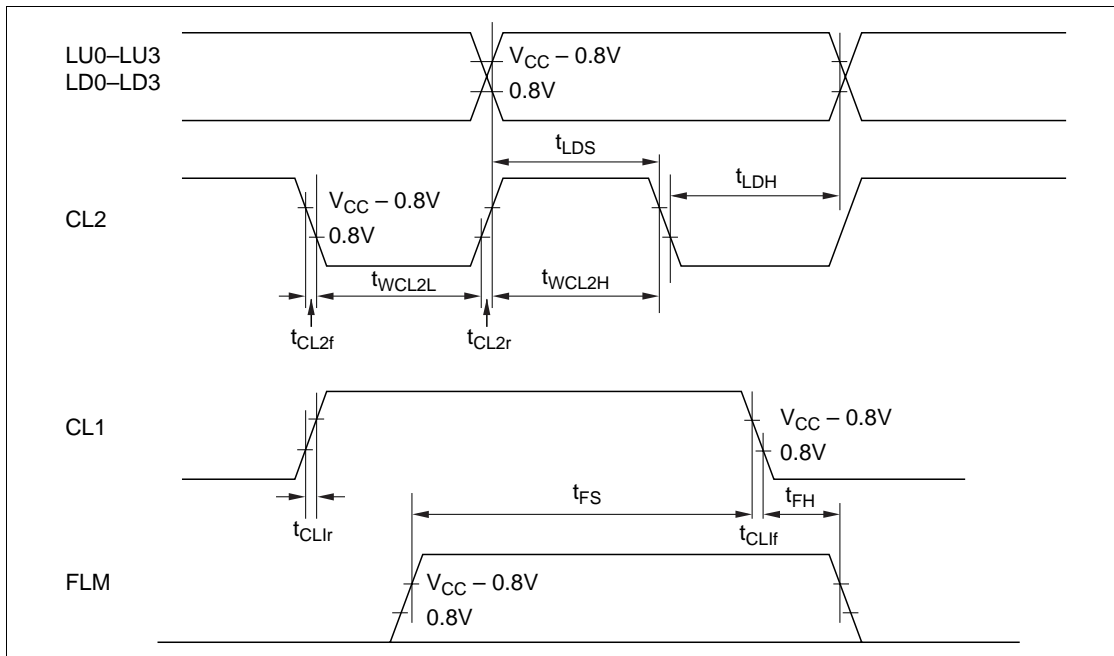 LU0–LU3
LD0–LD3
V_CC – 0.8V
0.8V
t_LDS
t_LDH
CL2
V_CC – 0.8V
0.8V
t_WCL2L
t_WCL2H
t_CL2f
t_CL2r
CL1
V_CC – 0.8V
0.8V
t_FS
t_FH
t_CLIr
t_CLIf
FLM
V_CC – 0.8V
0.8V